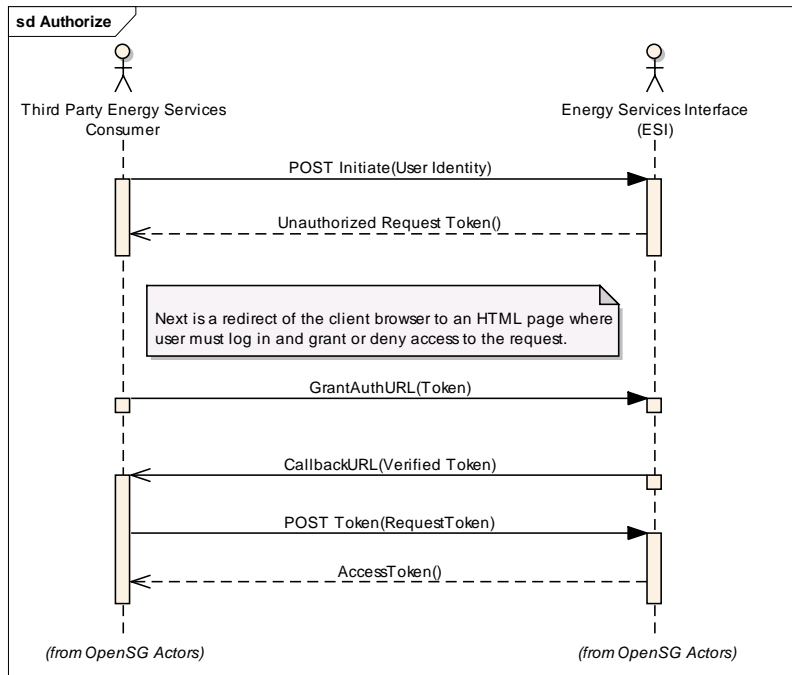 sd Authorize
Third Party Energy Services
Consumer
Energy Services Interface
(ESI)
POST Initiate(User Identity)
Unauthorized Request Token()
Next is a redirect of the client browser to an HTML page where
user must log in and grant or deny access to the request.
GrantAuthURL(Token)
CallbackURL(Verified Token)
POST Token(RequestToken)
AccessToken()
(from OpenSG Actors)
(from OpenSG Actors)